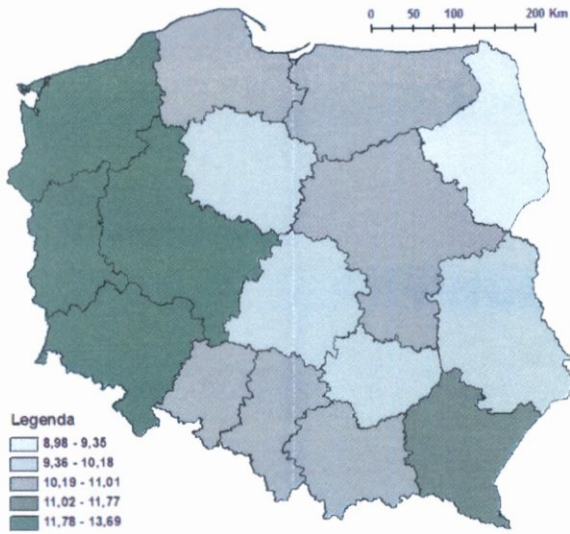 0 50 100 200 Km
Legenda
8,98 - 9,35
9,36 - 10,18
10,19 - 11,01
11,02 - 11,77
11,78 - 13,69